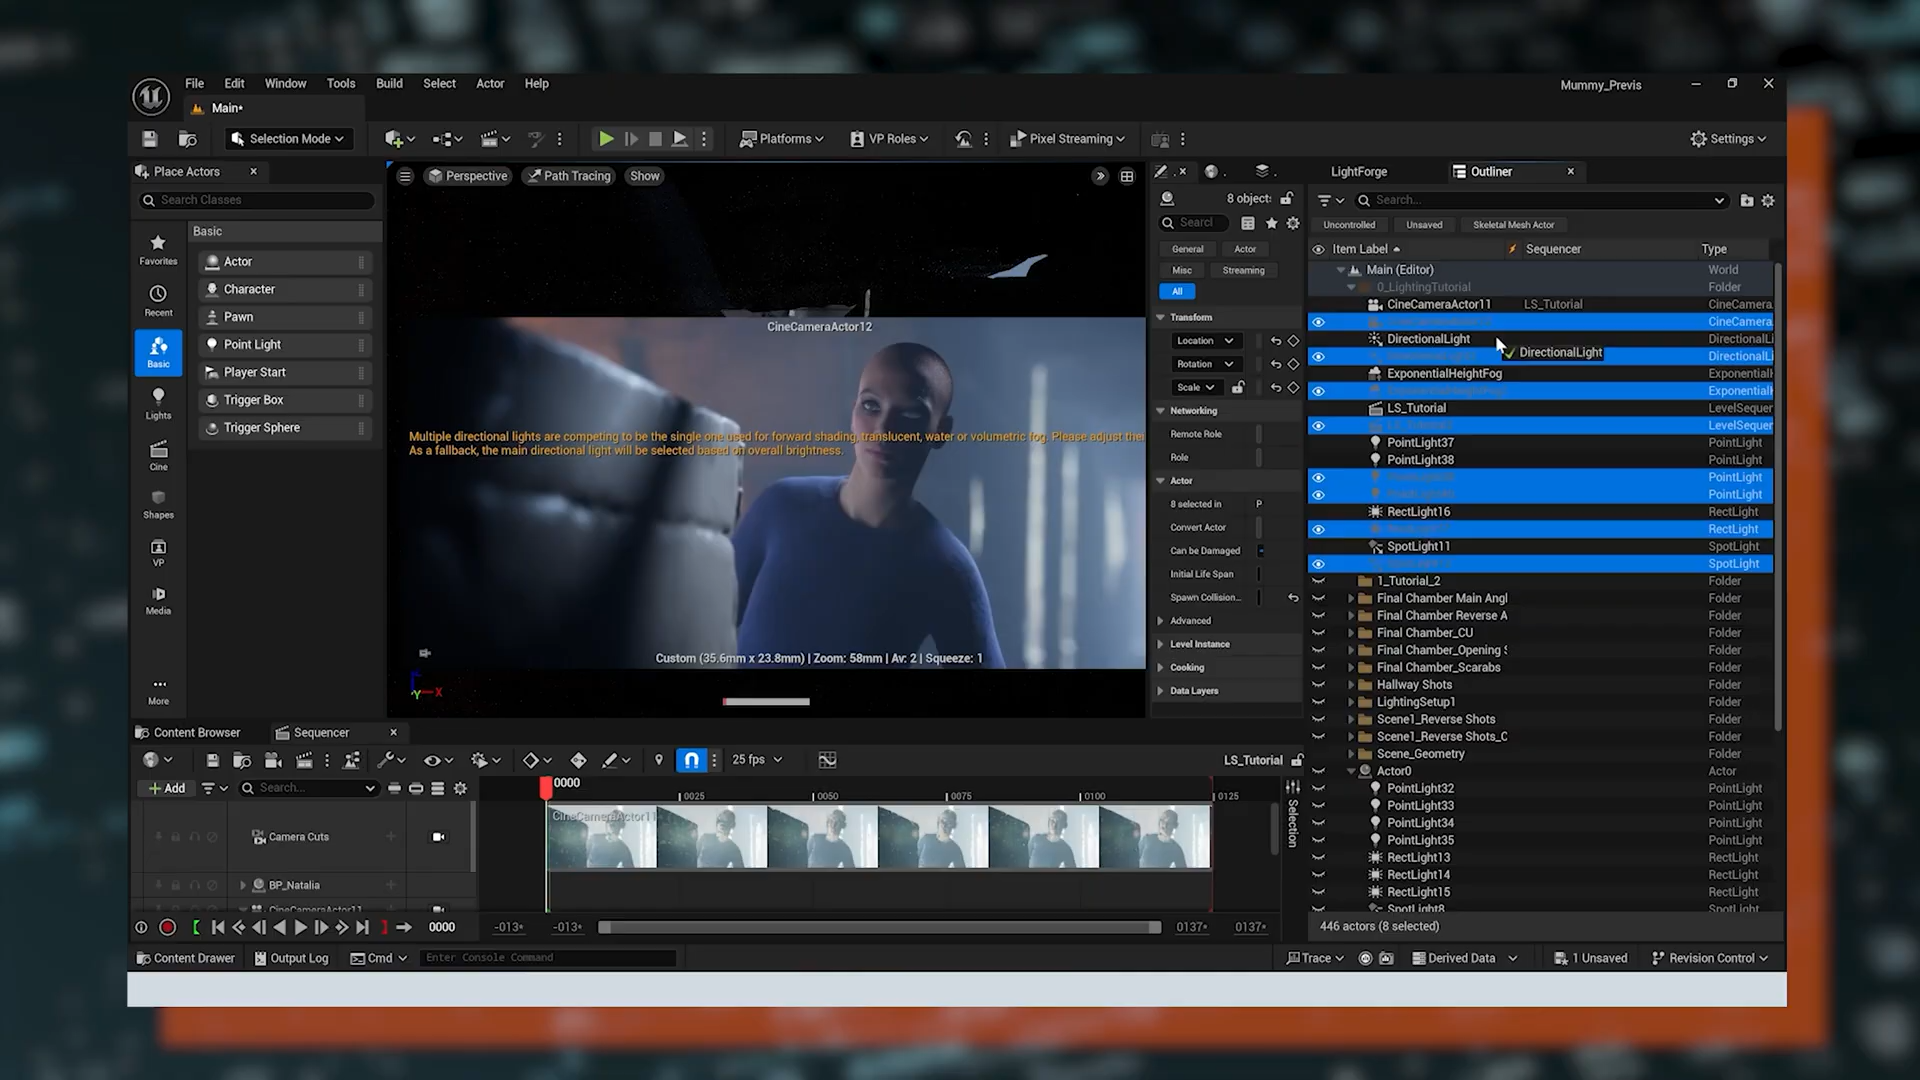 File Edit Window Tools Build Select Actor Help
Mummy_Previs
Main*
Selection Mode
Platforms
VP Roles
Pixel Streaming
Settings
Place Actors
Search Classes
Favorites
Recent
Basic
Lights
Cine
Shapes
VP
Media
More
Basic
Actor
Character
Pawn
Point Light
Player Start
Trigger Box
Trigger Sphere
Perspective
Path Tracing
Show
CineCameraActor12
Multiple directional lights are competing to be the single one used for forward shading, translucent, water or volumetric fog. Please adjust
As a fallback, the main directional light will be selected based on overall brightness.
Custom (35.6mm x 23.8mm) | Zoom: 58mm | Av: 2 | Squeeze: 1
Y X
8 object:
Searcl
General
Actor
Misc
Streaming
All
Transform
Location
Rotation
Scale
Networking
Remote Role
Role
Actor
8 selected in P
Convert Actor
Can be Damaged
Initial Life Span
Spawn Collision...
Advanced
Level Instance
Cooking
Data Layers
LightForge
Outliner
Search...
Uncontrolled
Unsaved
Skeletal Mesh Actor
Item Label
Sequencer
Type
Main (Editor) World
0_LightingTutorial Folder
CineCameraActor11 LS_Tutorial CineCamera
CineCamera
DirectionalLight DirectionalLi
DirectionalLight
DirectionalLi
ExponentialHeightFog ExponentialH
ExponentialH
LS_Tutorial LevelSequer
LevelSequer
PointLight37 PointLight
PointLight38 PointLight
PointLight
PointLight
RectLight16 RectLight
RectLight
SpotLight11 SpotLight
SpotLight
1_Tutorial_2 Folder
Final Chamber Main Angl Folder
Final Chamber Reverse A Folder
Final Chamber_CU Folder
Final Chamber_Opening S Folder
Final Chamber_Scarabs Folder
Hallway Shots Folder
LightingSetup1 Folder
Scene1_Reverse Shots Folder
Scene1_Reverse Shots_C Folder
Scene_Geometry Folder
Actor0 Actor
PointLight32 PointLight
PointLight33 PointLight
PointLight34 PointLight
PointLight35 PointLight
RectLight13 RectLight
RectLight14 RectLight
RectLight15 RectLight
SpotLight8 SpotLight
446 actors (8 selected)
Content Browser
Sequencer
25 fps
LS_Tutorial
Add
Search...
0000
0025 0050 0075 0100 0125
Camera Cuts
CineCameraActor11
BP_Natalia
CineCameraActor11
Selection
0000
-013*
-013*
0137*
0137*
Content Drawer
Output Log
Cmd
Enter Console Command
Trace
Derived Data
1 Unsaved
Revision Control